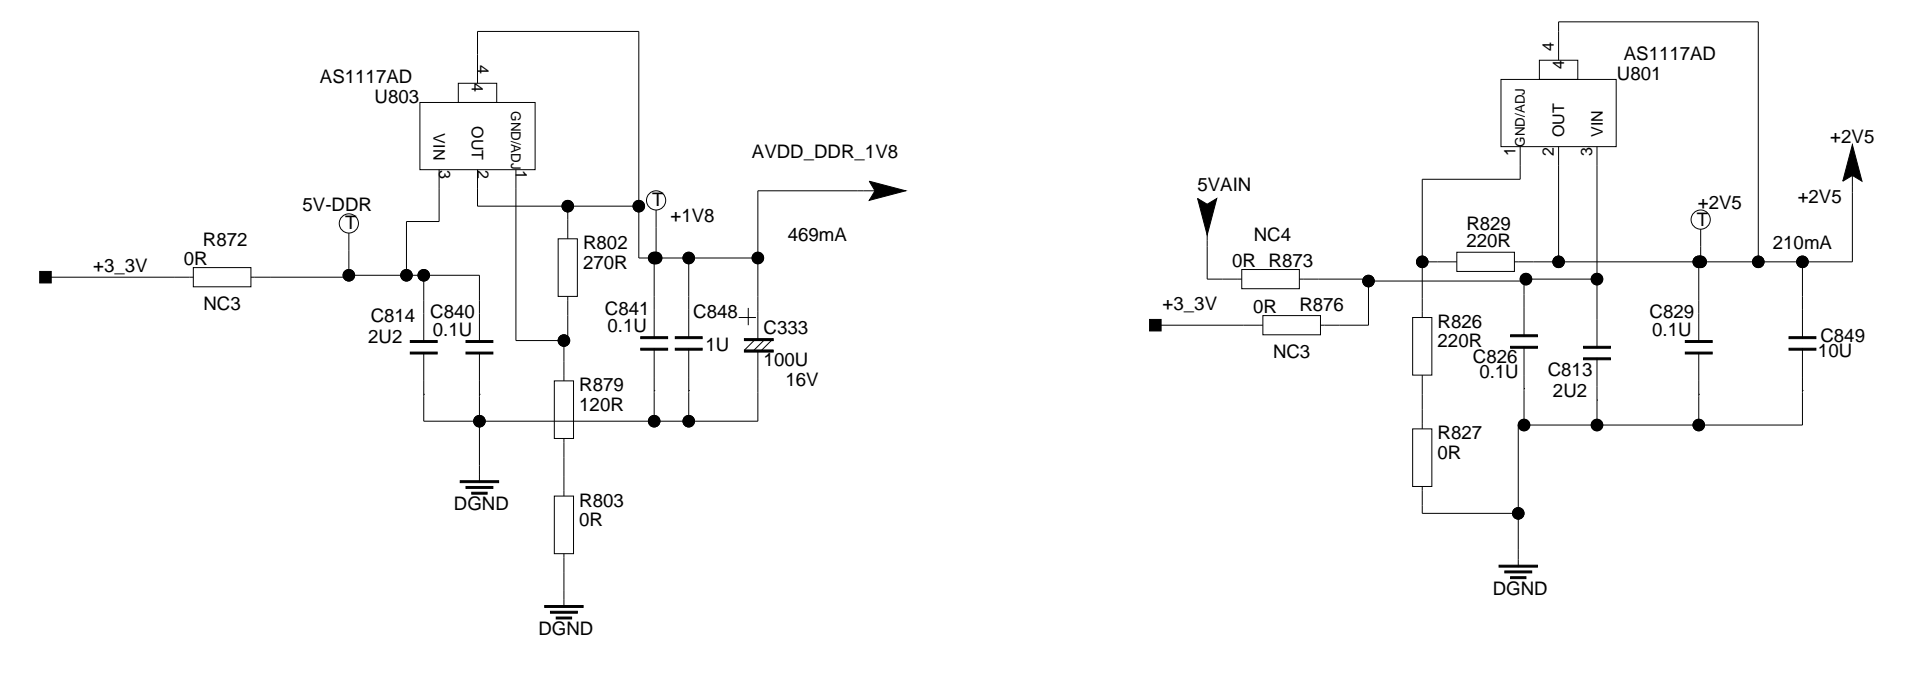 AS1117AD
U803
4
4
VIN
OUT
GND/ADJ
3
2
1
AVDD_DDR_1V8
5V-DDR
T
T
+1V8
469mA
R872
0R
+3_3V
NC3
R802
270R
C814
2U2
C840
0.1U
C841
0.1U
C848
1U
+
C333
100U
16V
R879
120R
DGND
R803
0R
DGND
AS1117AD
U801
4
4
GND/ADJ
OUT
VIN
1
2
3
+2V5
+2V5
5VAIN
+2V5
T
R829
220R
210mA
NC4
0R R873
+3_3V
0R R876
NC3
R826
220R
C826
0.1U
C813
2U2
C829
0.1U
C849
10U
R827
0R
DGND